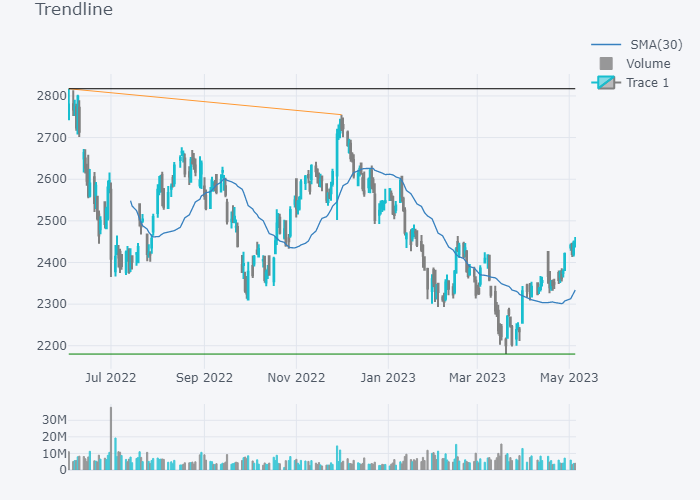 Trendline
SMA(30)
Volume
Trace 1
2800
2700
2600
2500
2400
2300
2200
Jul 2022
Sep 2022
Nov 2022
Jan 2023
Mar 2023
May 2023
30M
20M
10M
0